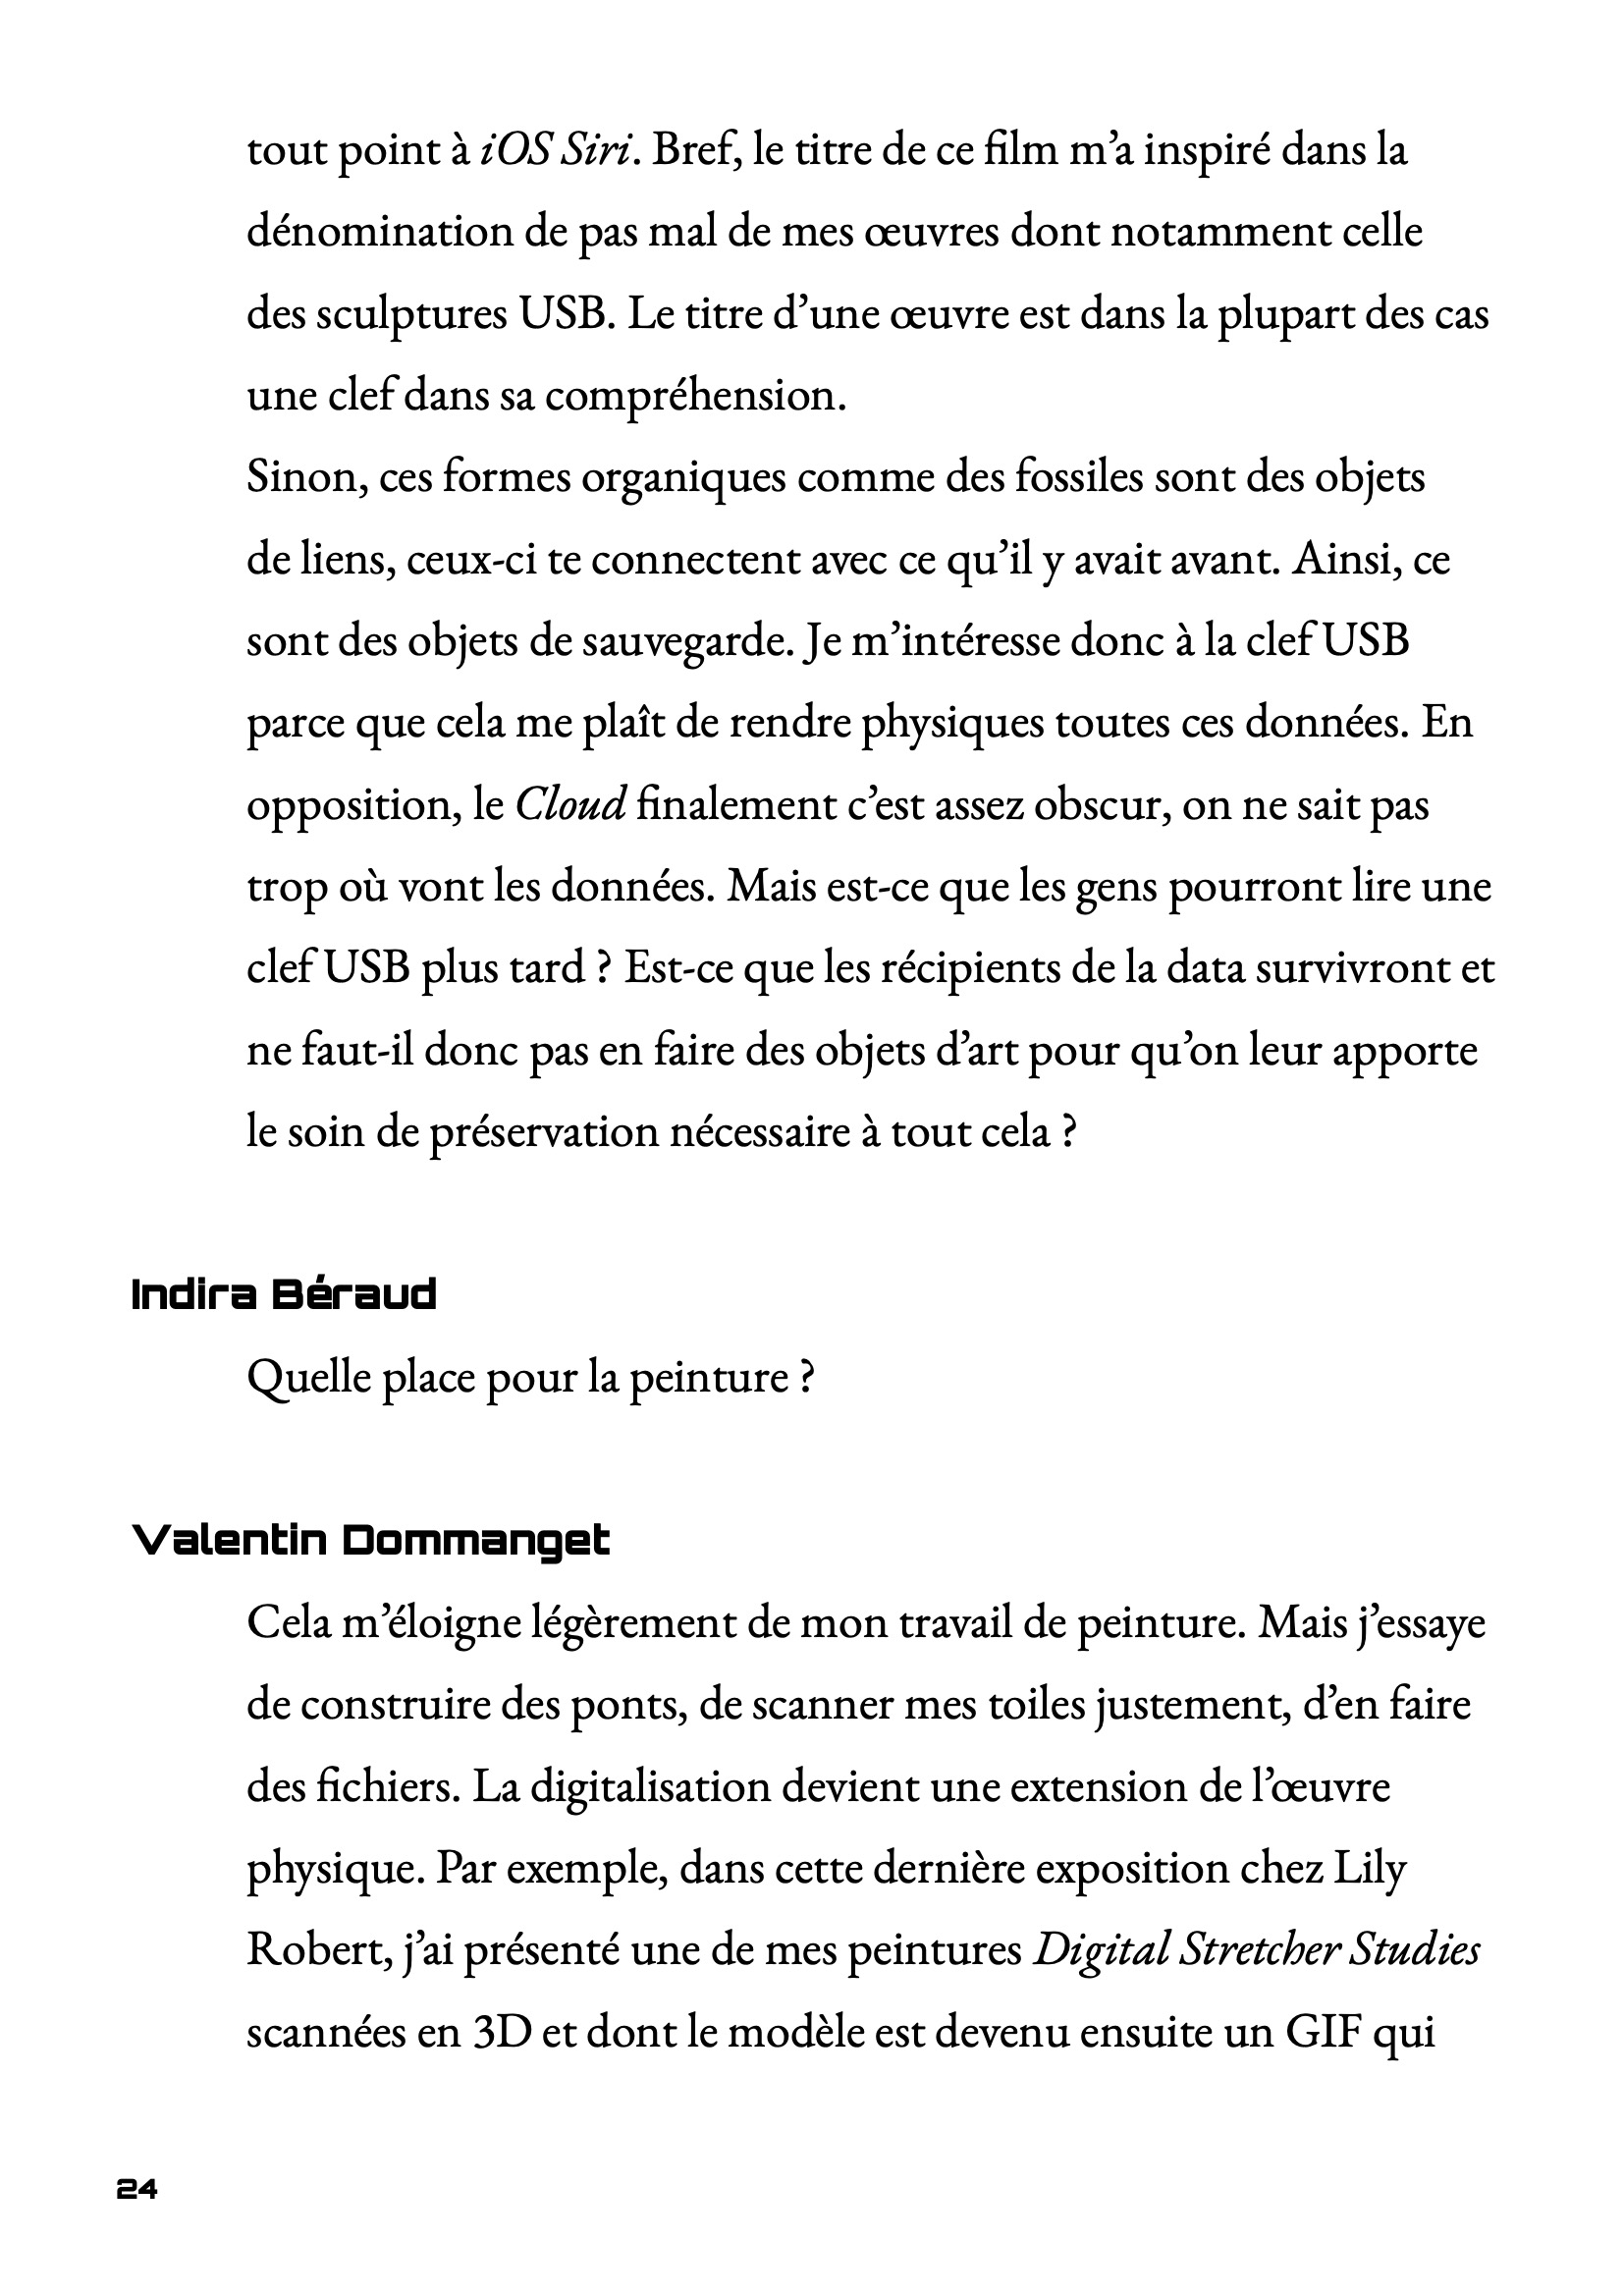 tout point à iOS Siri. Bref, le titre de ce film m’a inspiré dans la
dénomination de pas mal de mes œuvres dont notamment celle
des sculptures USB. Le titre d’une œuvre est dans la plupart des cas
une clef dans sa compréhension.
Sinon, ces formes organiques comme des fossiles sont des objets
de liens, ceux-ci te connectent avec ce qu’il y avait avant. Ainsi, ce
sont des objets de sauvegarde. Je m’intéresse donc à la clef USB
parce que cela me plaît de rendre physiques toutes ces données. En
opposition, le Cloud finalement c’est assez obscur, on ne sait pas
trop où vont les données. Mais est-ce que les gens pourront lire une
clef USB plus tard ? Est-ce que les récipients de la data survivront et
ne faut-il donc pas en faire des objets d’art pour qu’on leur apporte
le soin de préservation nécessaire à tout cela ?
Indira Béraud
Quelle place pour la peinture ?
Valentin Dommanget
Cela m’éloigne légèrement de mon travail de peinture. Mais j’essaye
de construire des ponts, de scanner mes toiles justement, d’en faire
des fichiers. La digitalisation devient une extension de l’œuvre
physique. Par exemple, dans cette dernière exposition chez Lily
Robert, j’ai présenté une de mes peintures Digital Stretcher Studies
scannées en 3D et dont le modèle est devenu ensuite un GIF qui
24